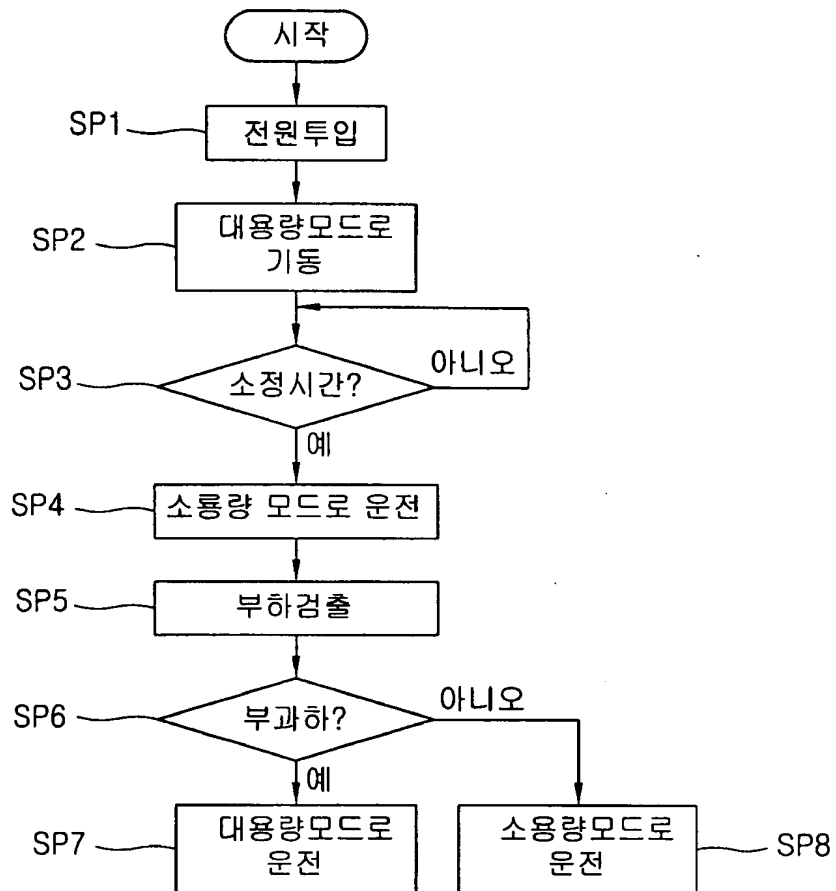 시작
SP1
전원투입
SP2
대용량모드로
기동
SP3
소정시간?
아니오
예
SP4
소룡량 모드로 운전
SP5
부하검출
SP6
부과하?
아니오
예
SP7
대용량모드로
운전
소용량모드로
운전
SP8